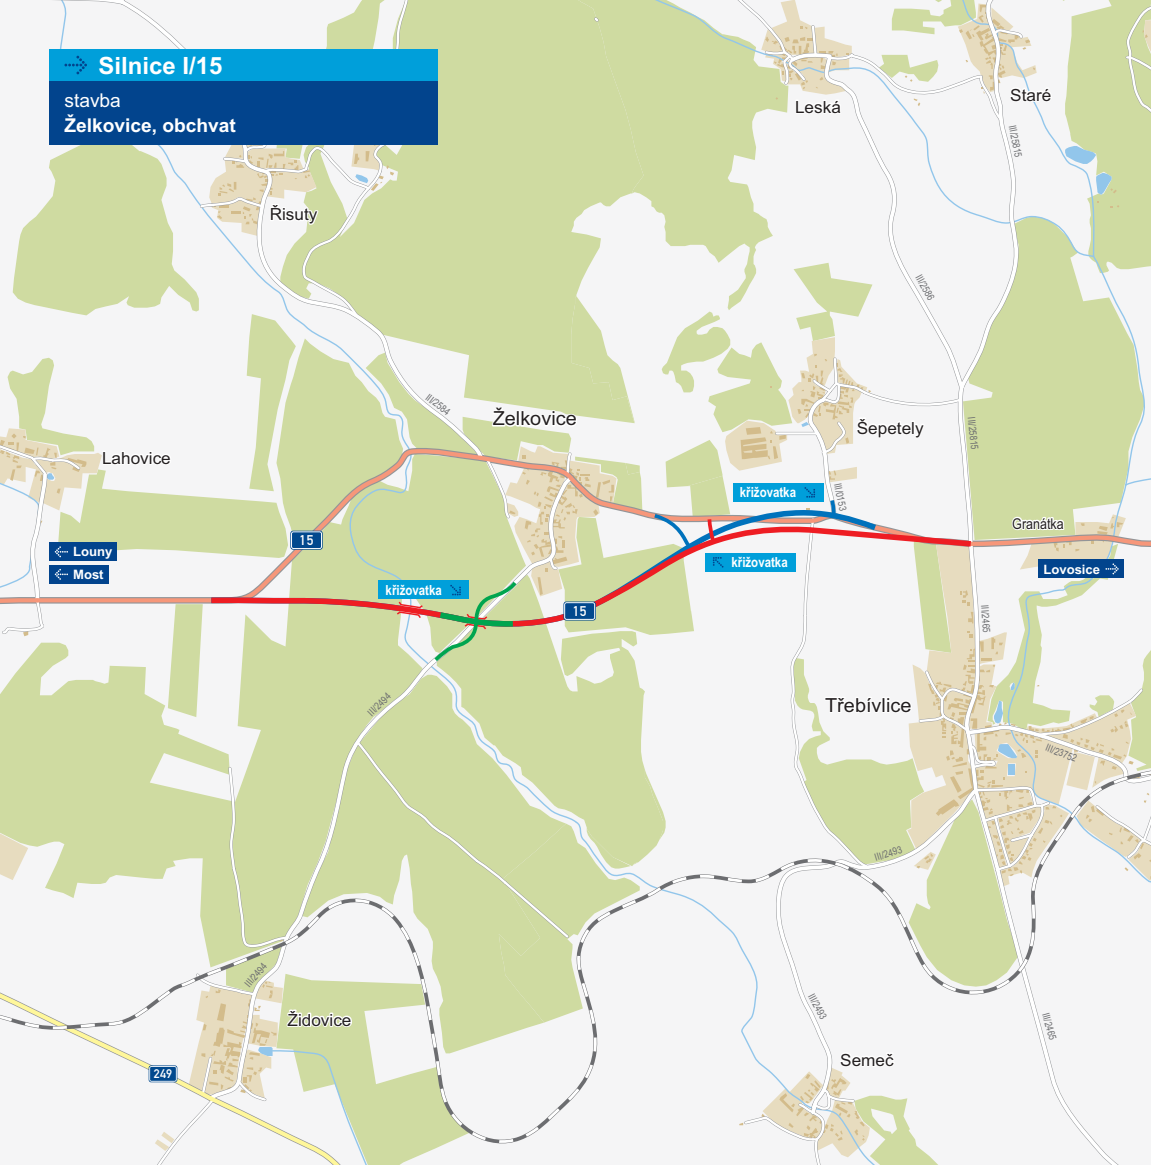 Silnice I/15
stavba
Želkovice, obchvat
Leská
Staré
III/25815
Řisuty
III/2586
III/2584
Želkovice
III/25815
Šepetely
Lahovice
křižovatka
III/0153
Granátka
15
Louny
Most
křižovatka
Lovosice
křižovatka
15
III/2465
III/2494
Třebívlice
III/23752
III/2493
III/2494
Židovice
III/2493
III/2465
Semeč
249